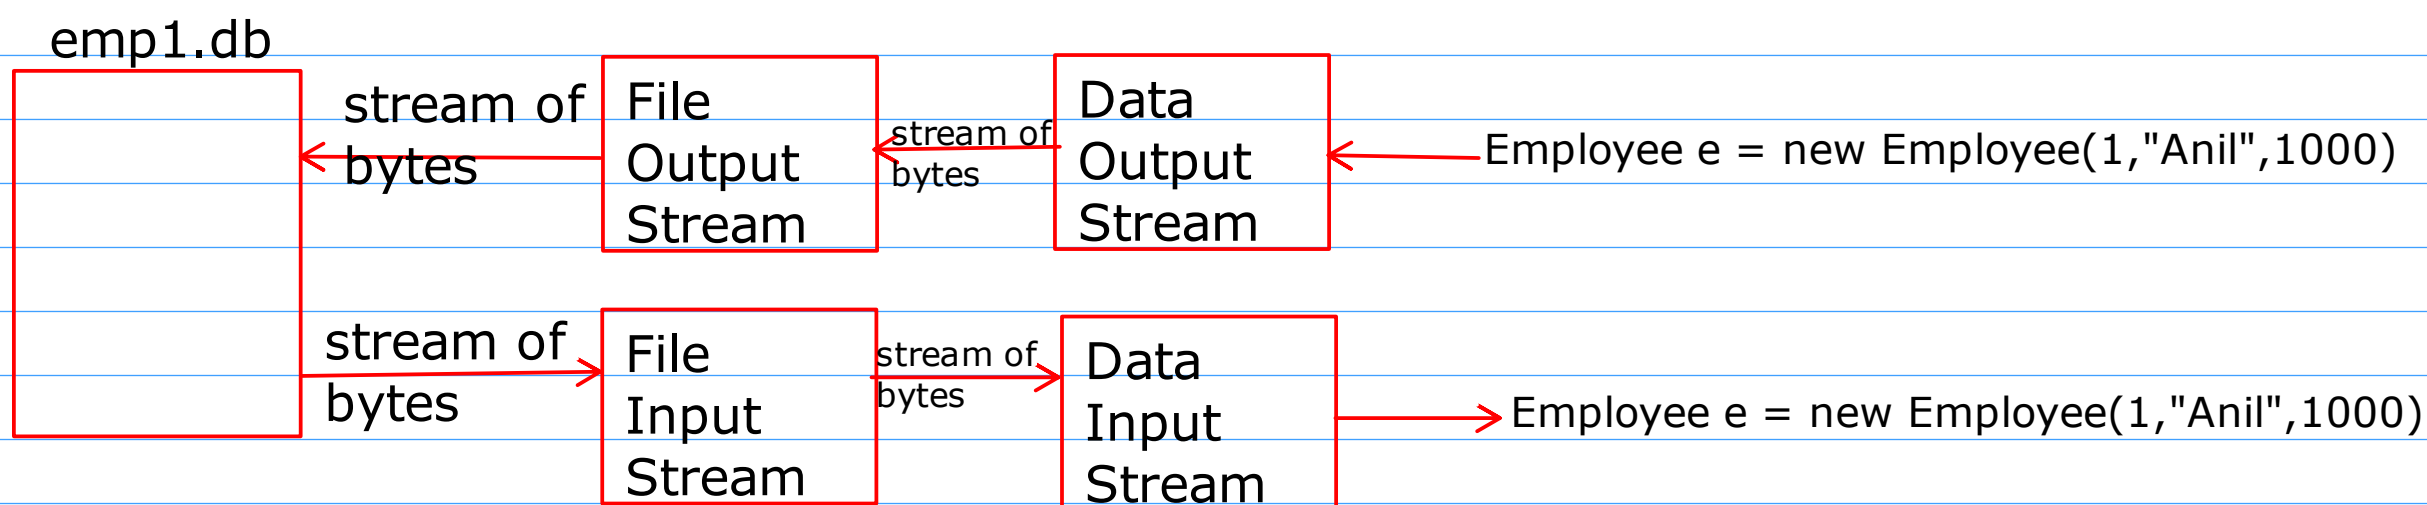 emp1.db
stream of
bytes
File
Output
Stream
stream of
bytes
Data
Output
Stream
Employee e = new Employee(1,"Anil",1000)
stream of
bytes
File
Input
Stream
stream of
bytes
Data
Input
Stream
Employee e = new Employee(1,"Anil",1000)